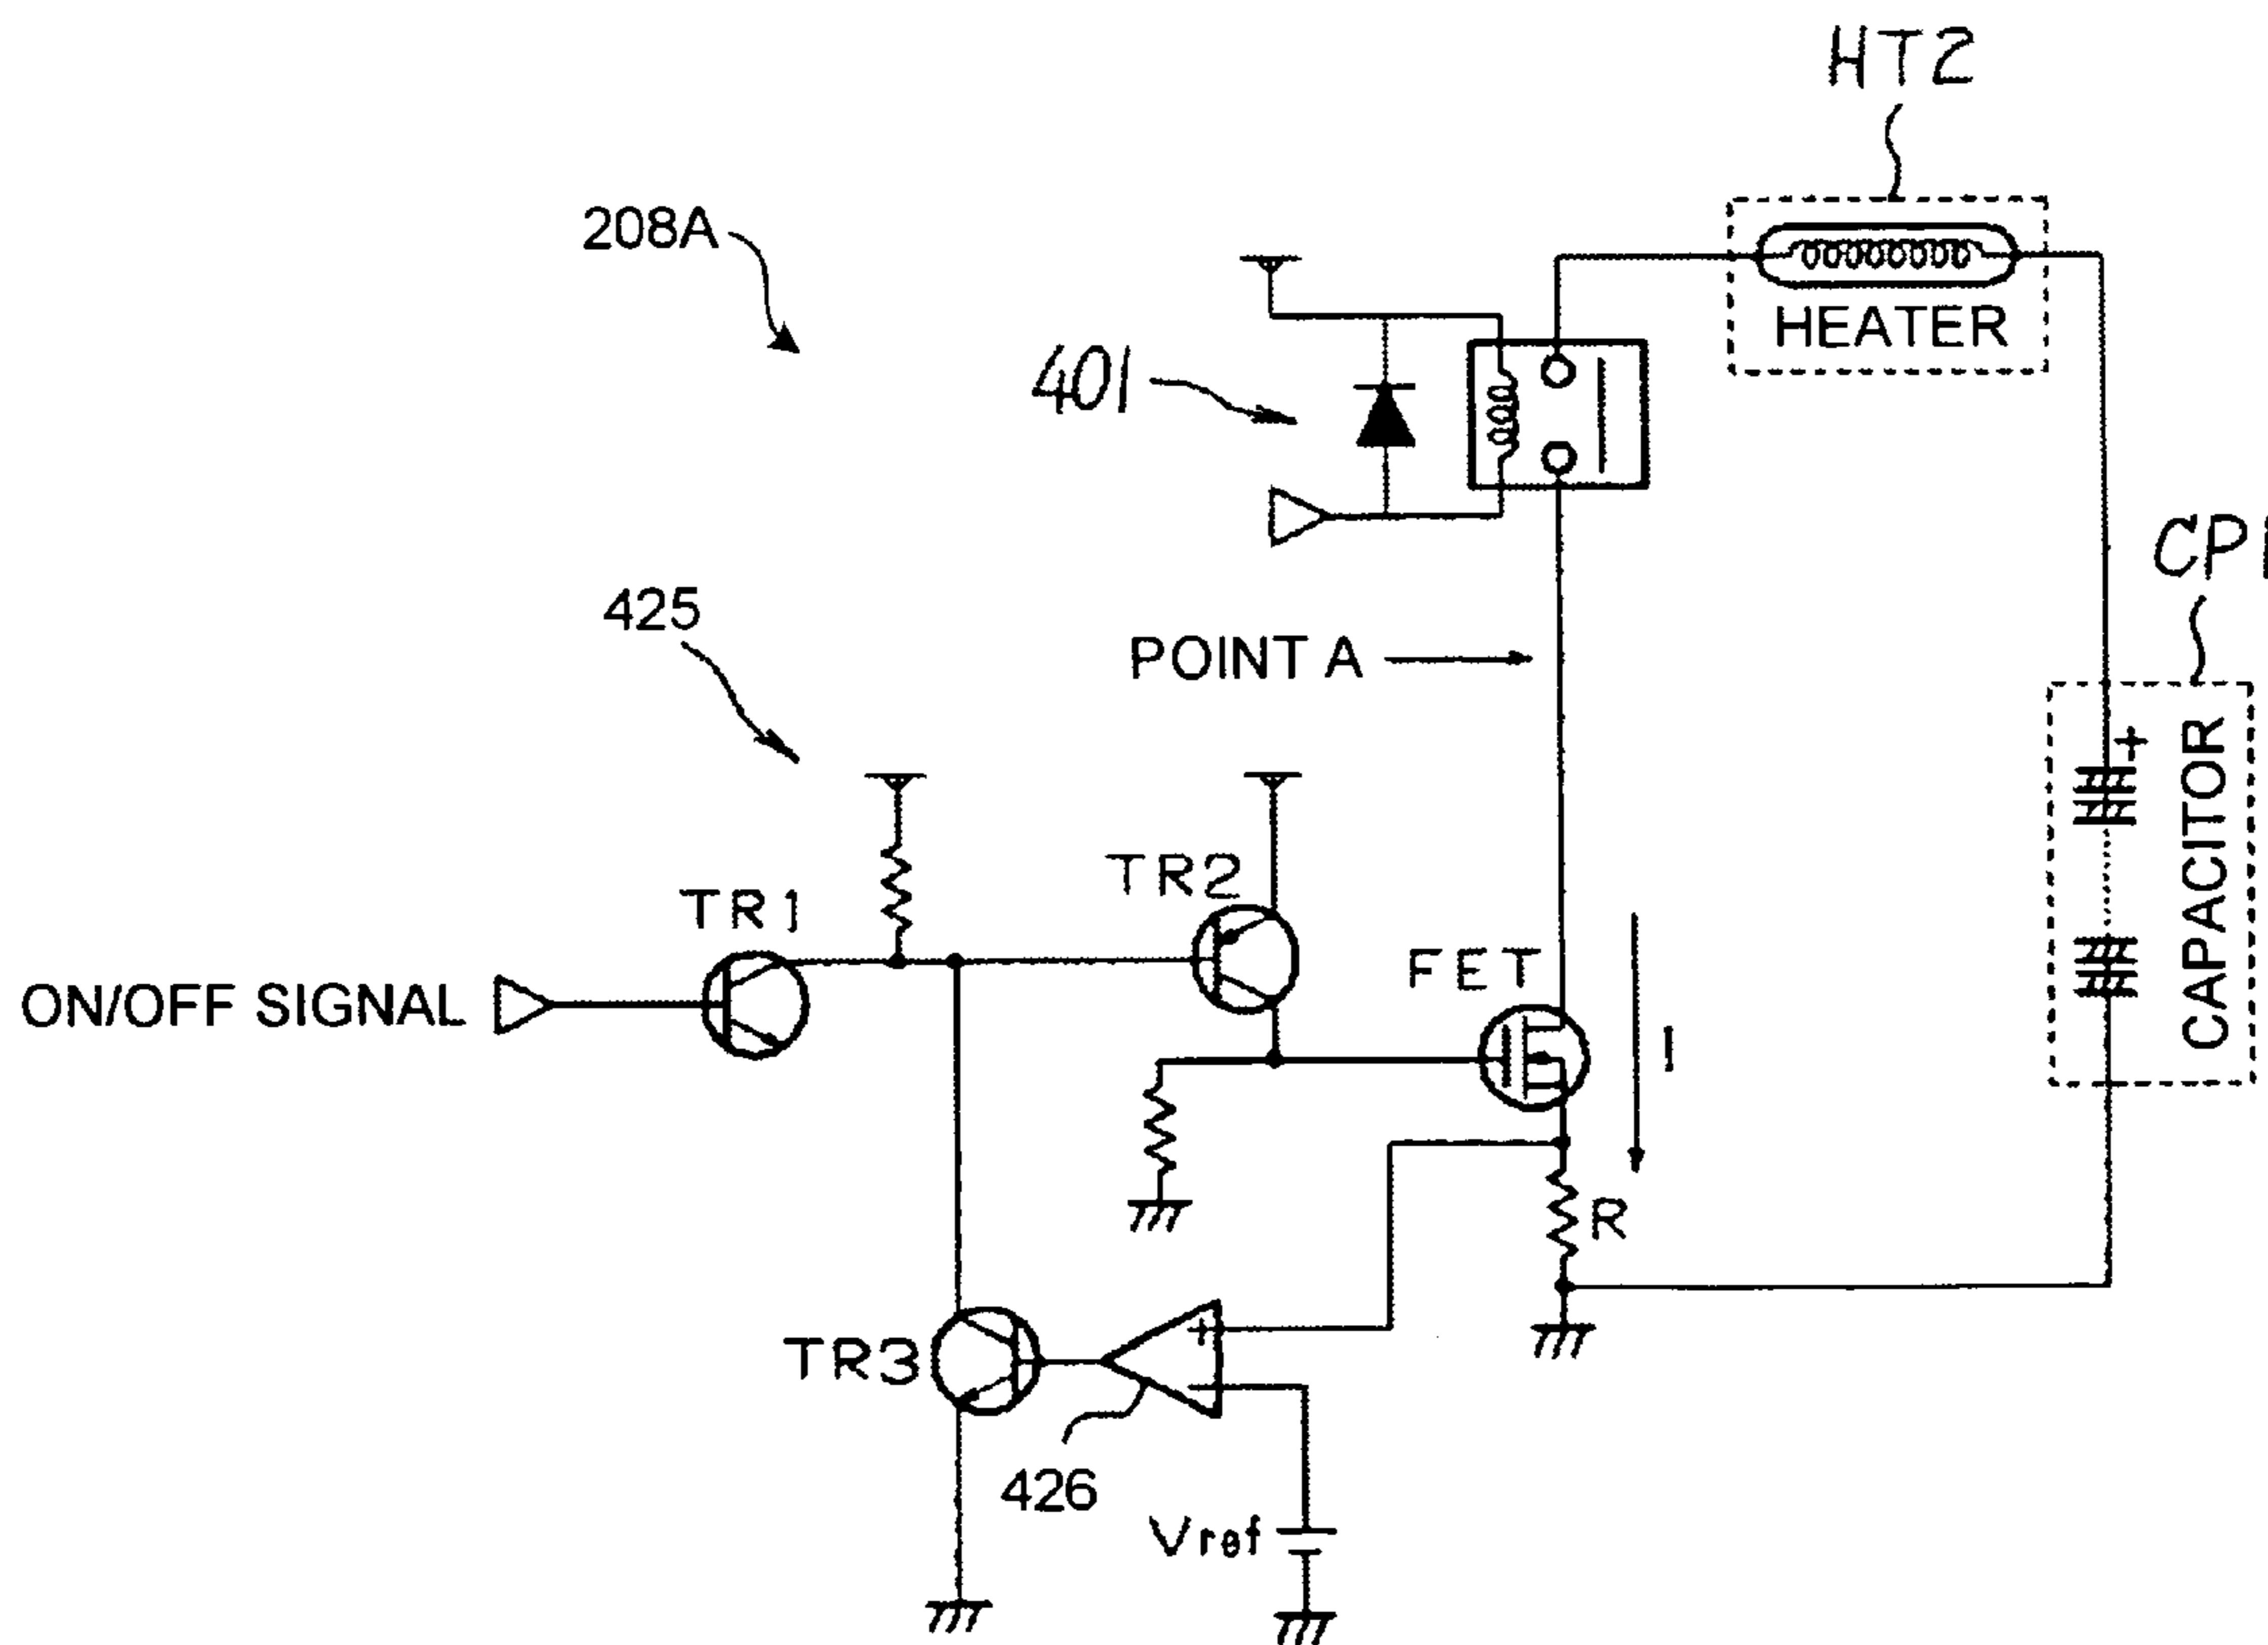 HT2
208A
HEATER
401
CP1
425
POINT A
+
CAPACITOR
TR2
TR1
FET
ON/OFF SIGNAL
I
R
+
TR3
−
426
Vref